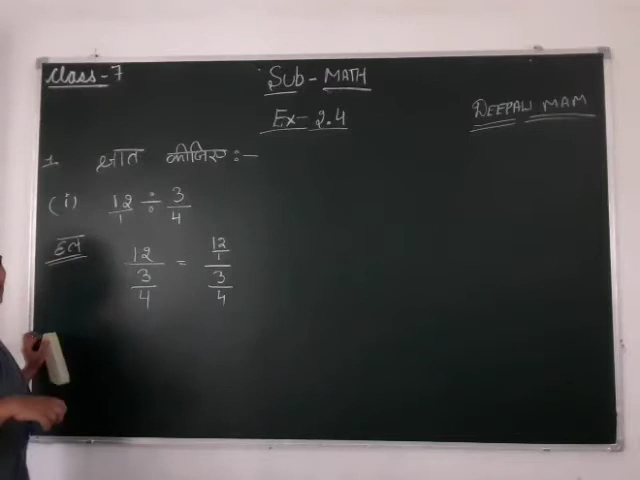 Class - 7
Sub - MATH
Ex - 2.4
DEEPALI MAM
1. ज्ञात कीजिए :-
(i) 12/1 ÷ 3/4
हल
12/(3/4) = (12/1)/(3/4)